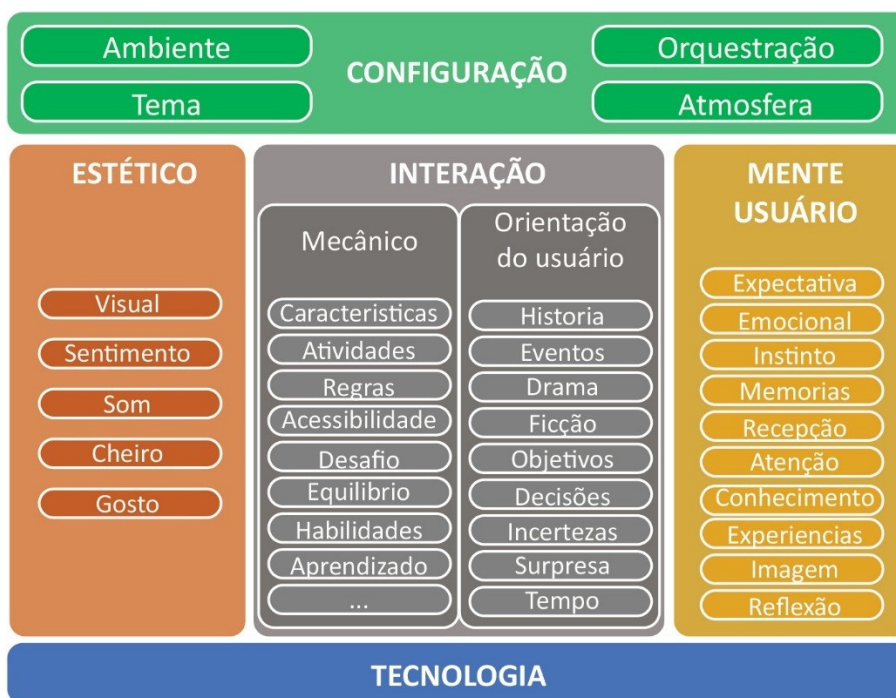 Ambiente
Tema
CONFIGURAÇÃO
Orquestração
Atmosfera
ESTÉTICO
Visual
Sentimento
Som
Cheiro
Gosto
INTERAÇÃO
Mecânico
Caracteristicas
Atividades
Regras
Acessibilidade
Desafio
Equilibrio
Habilidades
Aprendizado
...
Orientação
do usuário
Historia
Eventos
Drama
Ficção
Objetivos
Decisões
Incertezas
Surpresa
Tempo
MENTE
USUÁRIO
Expectativa
Emocional
Instinto
Memorias
Recepção
Atenção
Conhecimento
Experiencias
Imagem
Reflexão
TECNOLOGIA